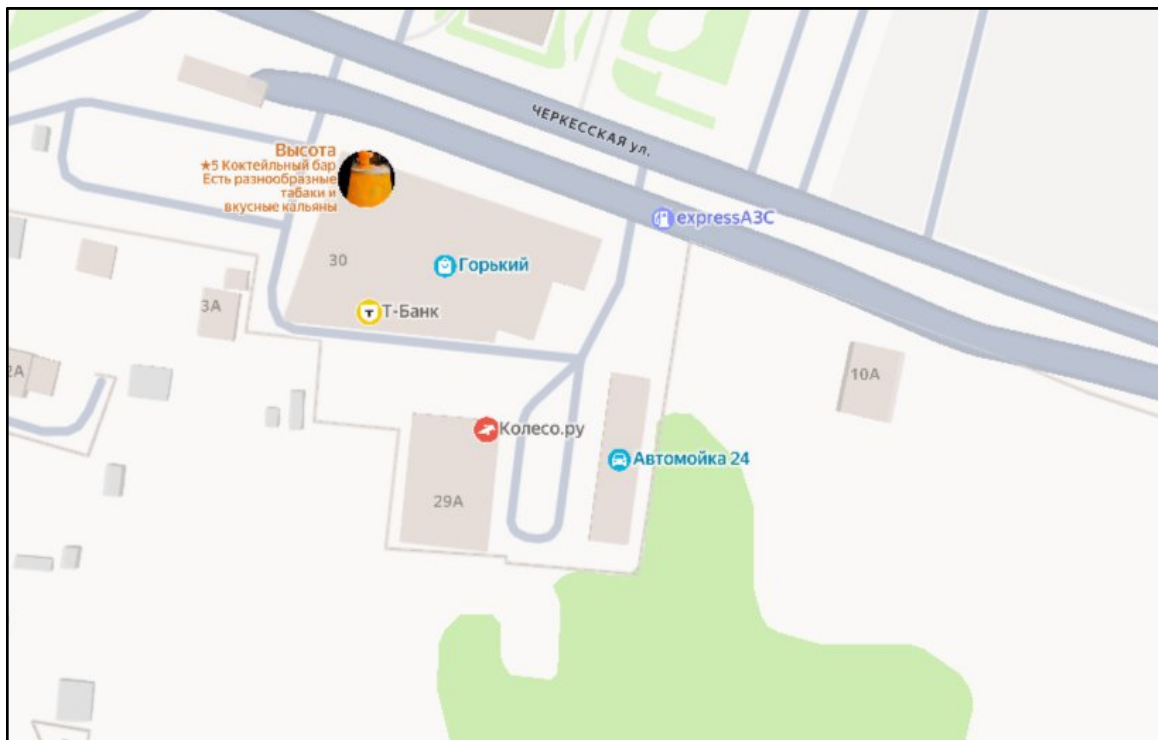 ЧЕРКЕССКАЯ ул.
Высота
★5 Коктейльный бар
Есть разнообразные
табаки и
вкусные кальяны
expressАЗС
30
Горький
3А
Т-Банк
2А
10А
Колесо.ру
Автомойка 24
29А